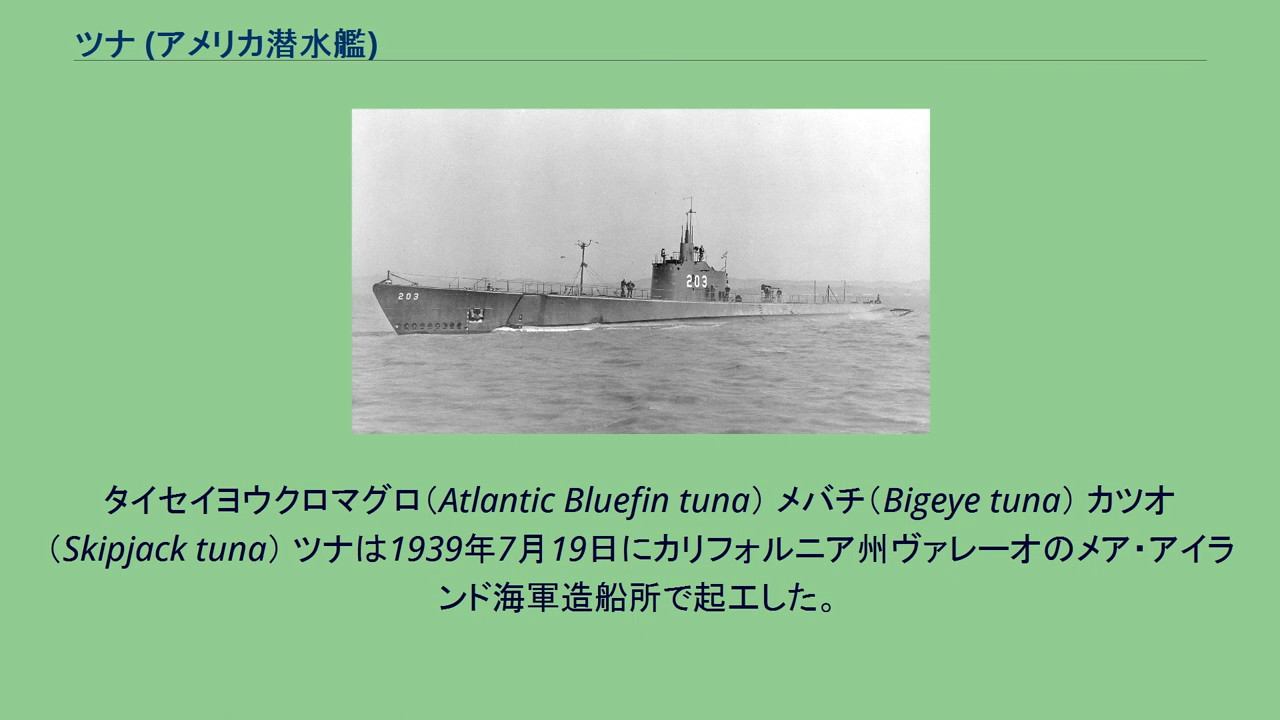 ツナ (アメリカ潜水艦)
203
203
タイセイヨウクロマグロ（Atlantic Bluefin tuna） メバチ（Bigeye tuna） カツオ
（Skipjack tuna） ツナは1939年7月19日にカリフォルニア州ヴァレーオのメア・アイラ
ンド海軍造船所で起工した。